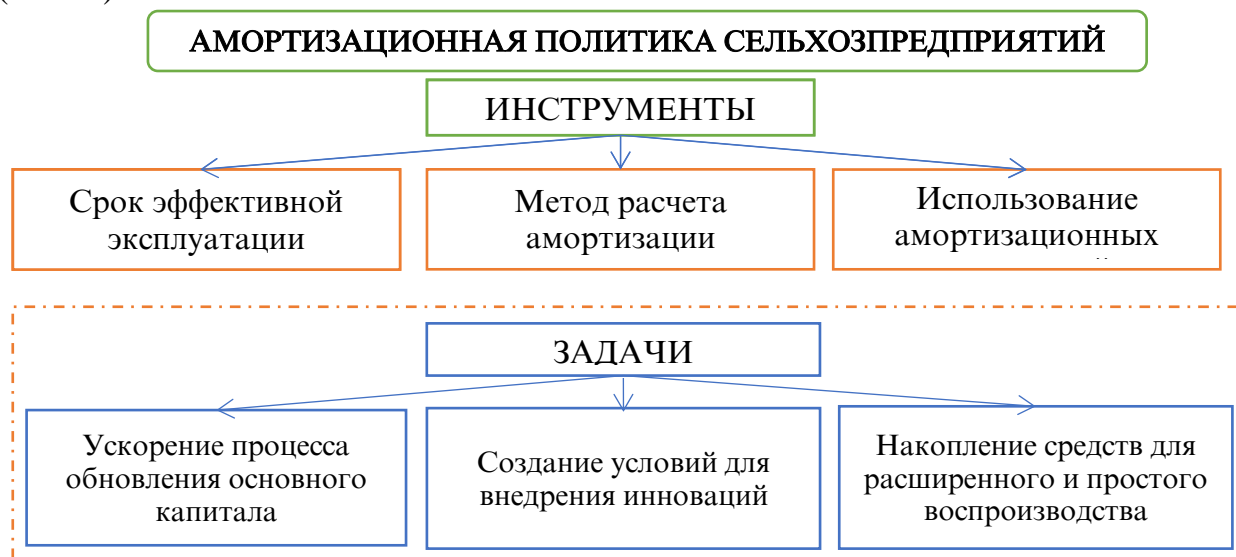 АМОРТИЗАЦИОННАЯ ПОЛИТИКА СЕЛЬХОЗПРЕДПРИЯТИЙ
ИНСТРУМЕНТЫ
Срок эффективной
эксплуатации
Метод расчета
амортизации
Использование
амортизационных
ЗАДАЧИ
Ускорение процесса
обновления основного
капитала
Создание условий для
внедрения инноваций
Накопление средств для
расширенного и простого
воспроизводства